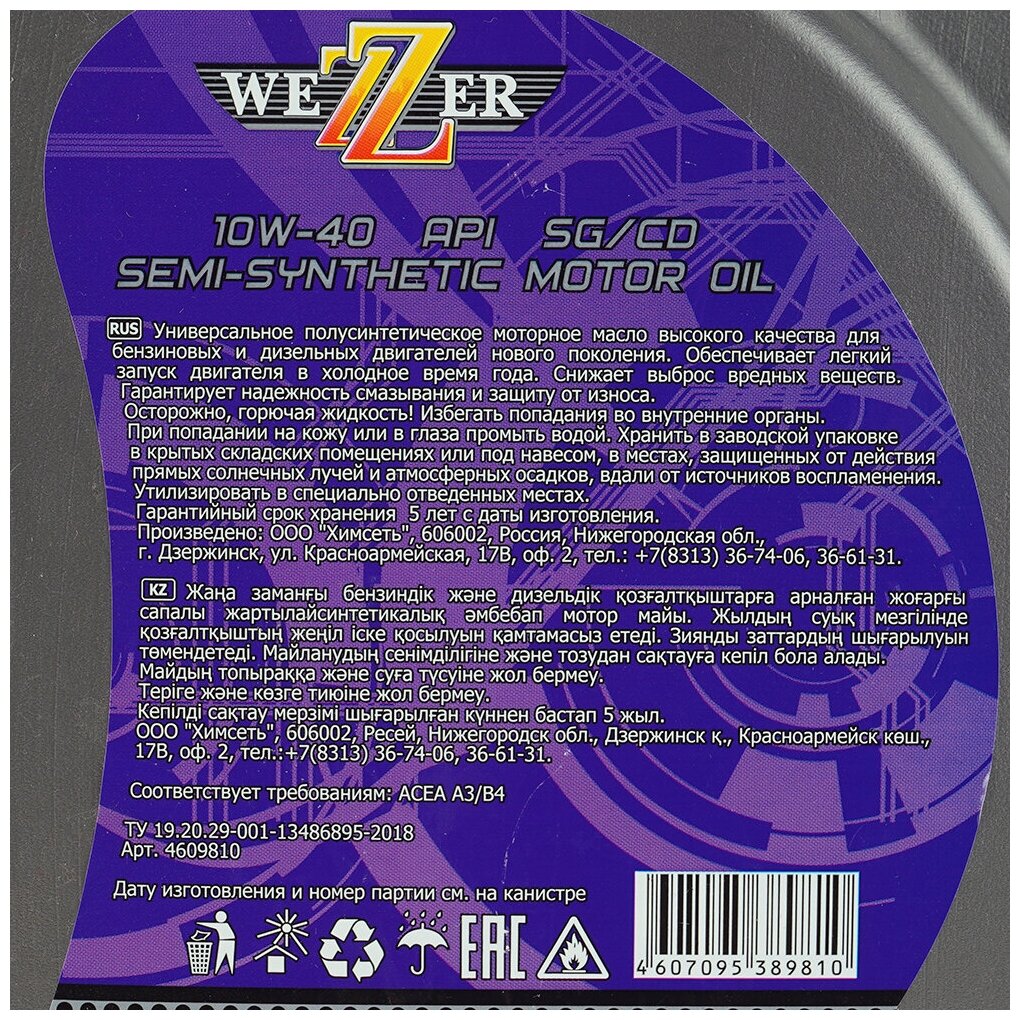 WEZZER
10W-40 API SG/CD
SEMI-SYNTHETIC MOTOR OIL
RUS Универсальное полусинтетическое моторное масло высокого качества для
бензиновых и дизельных двигателей нового поколения. Обеспечивает легкий
запуск двигателя в холодное время года. Снижает выброс вредных веществ.
Гарантирует надежность смазывания и защиту от износа.
Осторожно, горючая жидкость! Избегать попадания во внутренние органы.
При попадании на кожу или в глаза промыть водой. Хранить в заводской упаковке
в крытых складских помещениях или под навесом, в местах, защищенных от действия
прямых солнечных лучей и атмосферных осадков, вдали от источников воспламенения.
Утилизировать в специально отведенных местах.
Гарантийный срок хранения 5 лет с даты изготовления.
Произведено: ООО "Химсеть", 606002, Россия, Нижегородская обл.,
г. Дзержинск, ул. Красноармейская, 17В, оф. 2, тел.: +7(8313) 36-74-06, 36-61-31.
KZ Жаңа заманғы бензиндік және дизельдік қозғалтқыштарға арналған жоғарғы
сапалы жартылайсинтетикалық әмбебап мотор майы. Жылдың суық мезгілінде
қозғалтқыштың жеңіл іске қосылуын қамтамасыз етеді. Зиянды заттардың шығарылуын
төмендетеді. Майланудың сенімділігіне және тозудан сақтауға кепіл бола алады.
Майдың топыраққа және суға түсуіне жол бермеу.
Теріге және көзге тиюіне жол бермеу.
Кепілді сақтау мерзімі шығарылған күннен бастап 5 жыл.
ООО "Химсеть", 606002, Ресей, Нижегородск обл., Дзержинск қ., Красноармейск көш.,
17В, оф. 2, тел.:+7(8313) 36-74-06, 36-61-31.
Соответствует требованиям: ACEA A3/B4
ТУ 19.20.29-001-13486895-2018
Арт. 4609810
Дату изготовления и номер партии см. на канистре
EAC
4 607095 389810